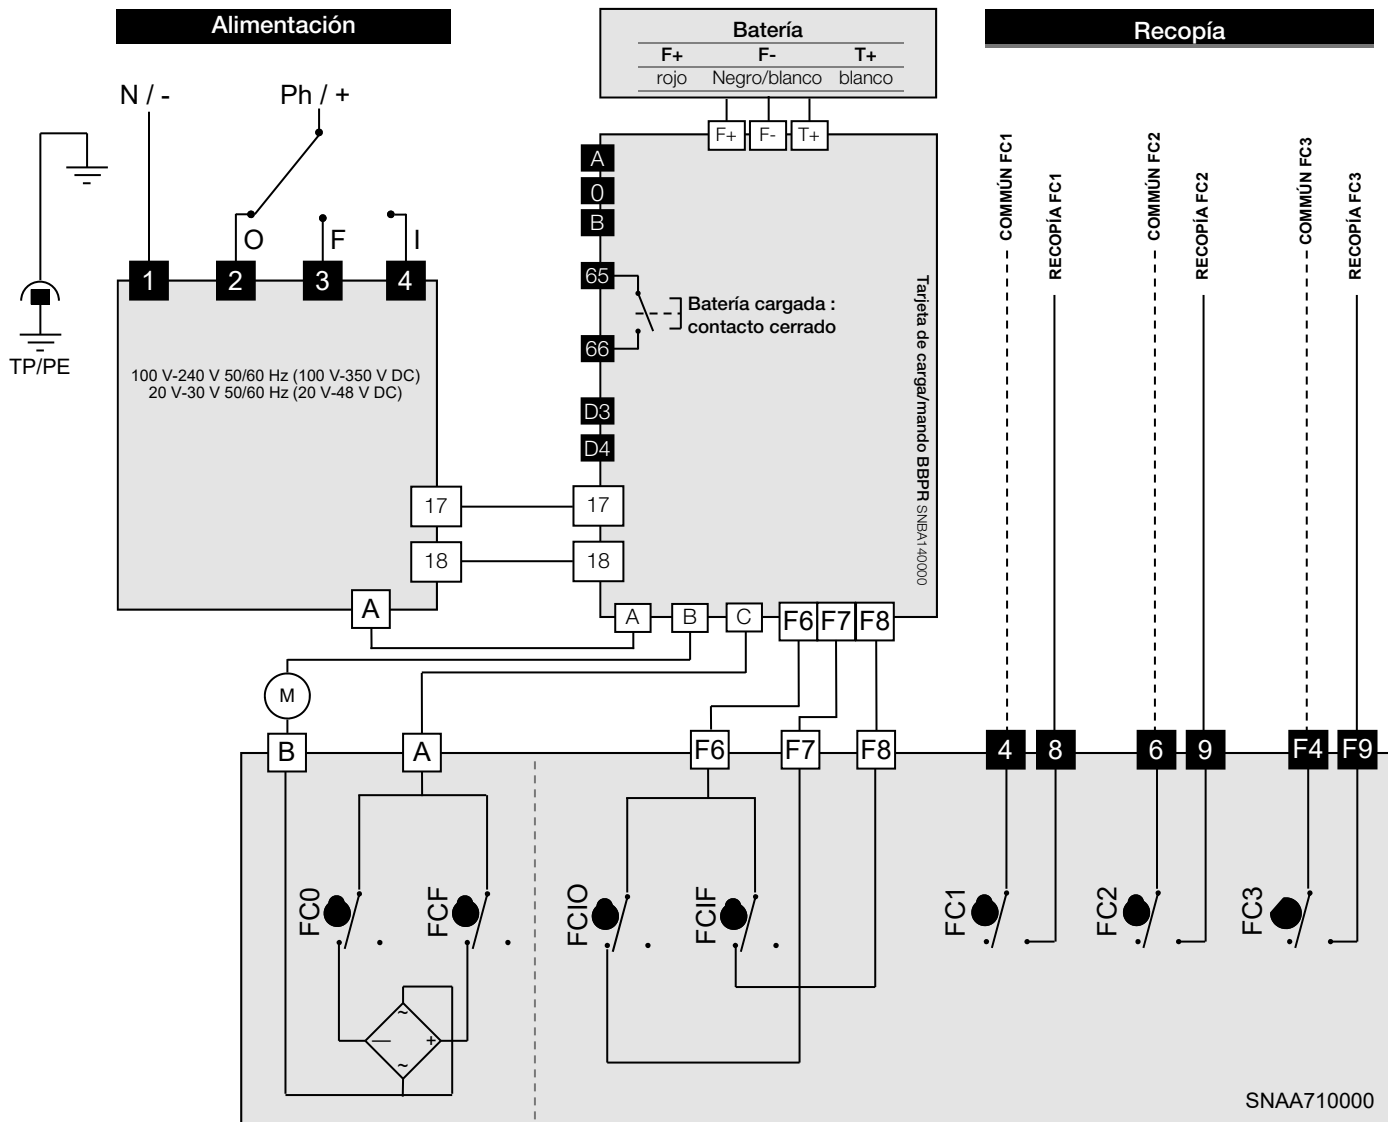 Alimentación
Batería
F+ F- T+
rojo Negro/blanco blanco
Recopía
N / -
Ph / +
F+ F- T+
A
0
B
65
66
Batería cargada :
contacto cerrado
D3
D4
17
18
Tarjeta de carga/mando BBPR SNBA140000
COMMÚN FC1
RECOPÍA FC1
COMMÚN FC2
RECOPÍA FC2
COMMÚN FC3
RECOPÍA FC3
O F I
1 2 3 4
TP/PE
100 V-240 V 50/60 Hz (100 V-350 V DC)
20 V-30 V 50/60 Hz (20 V-48 V DC)
17
18
A
A B C F6 F7 F8
M
B A F6 F7 F8 4 8 6 9 F4 F9
FC0
FCF
FCIO
FCIF
FC1
FC2
FC3
~
— +
~
SNAA710000